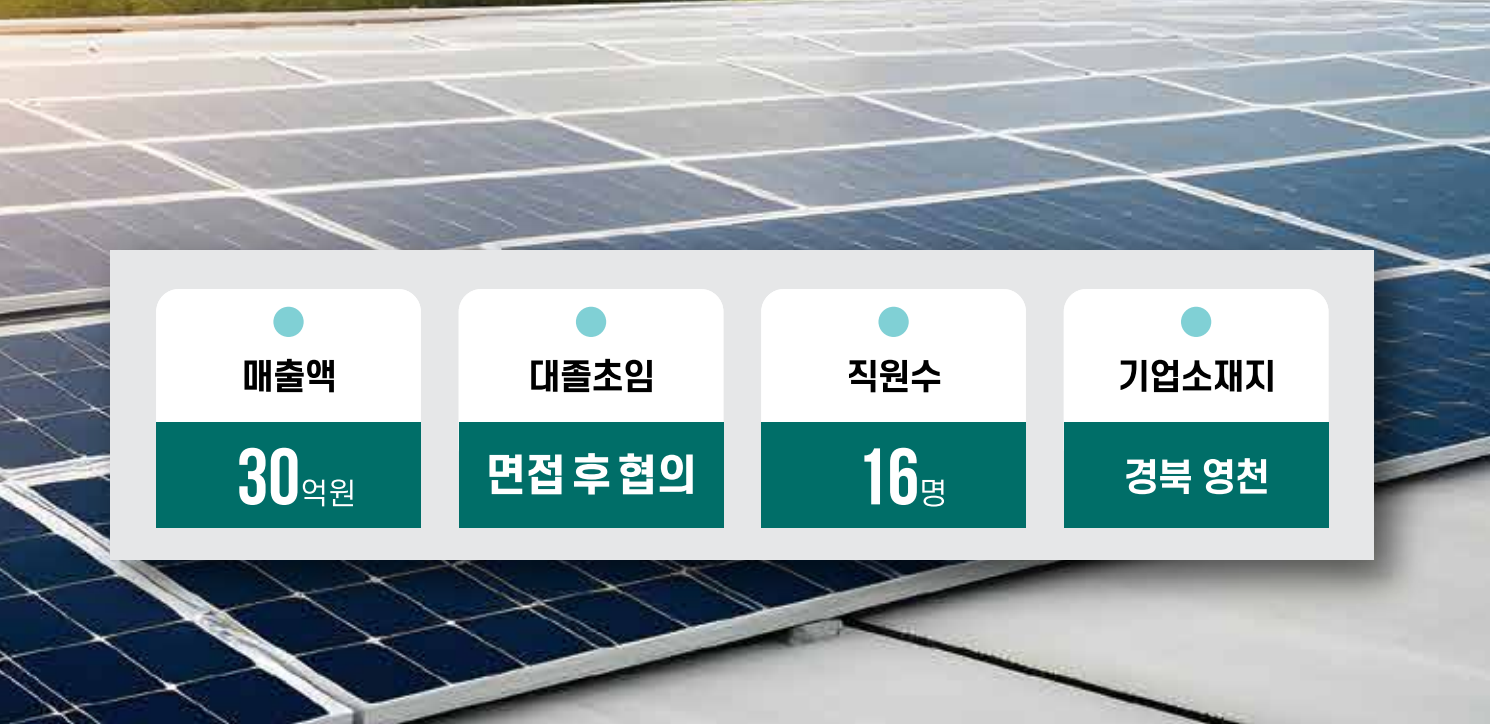 매출액
30억원
대졸초임
면접 후 협의
직원수
16명
기업소재지
경북 영천